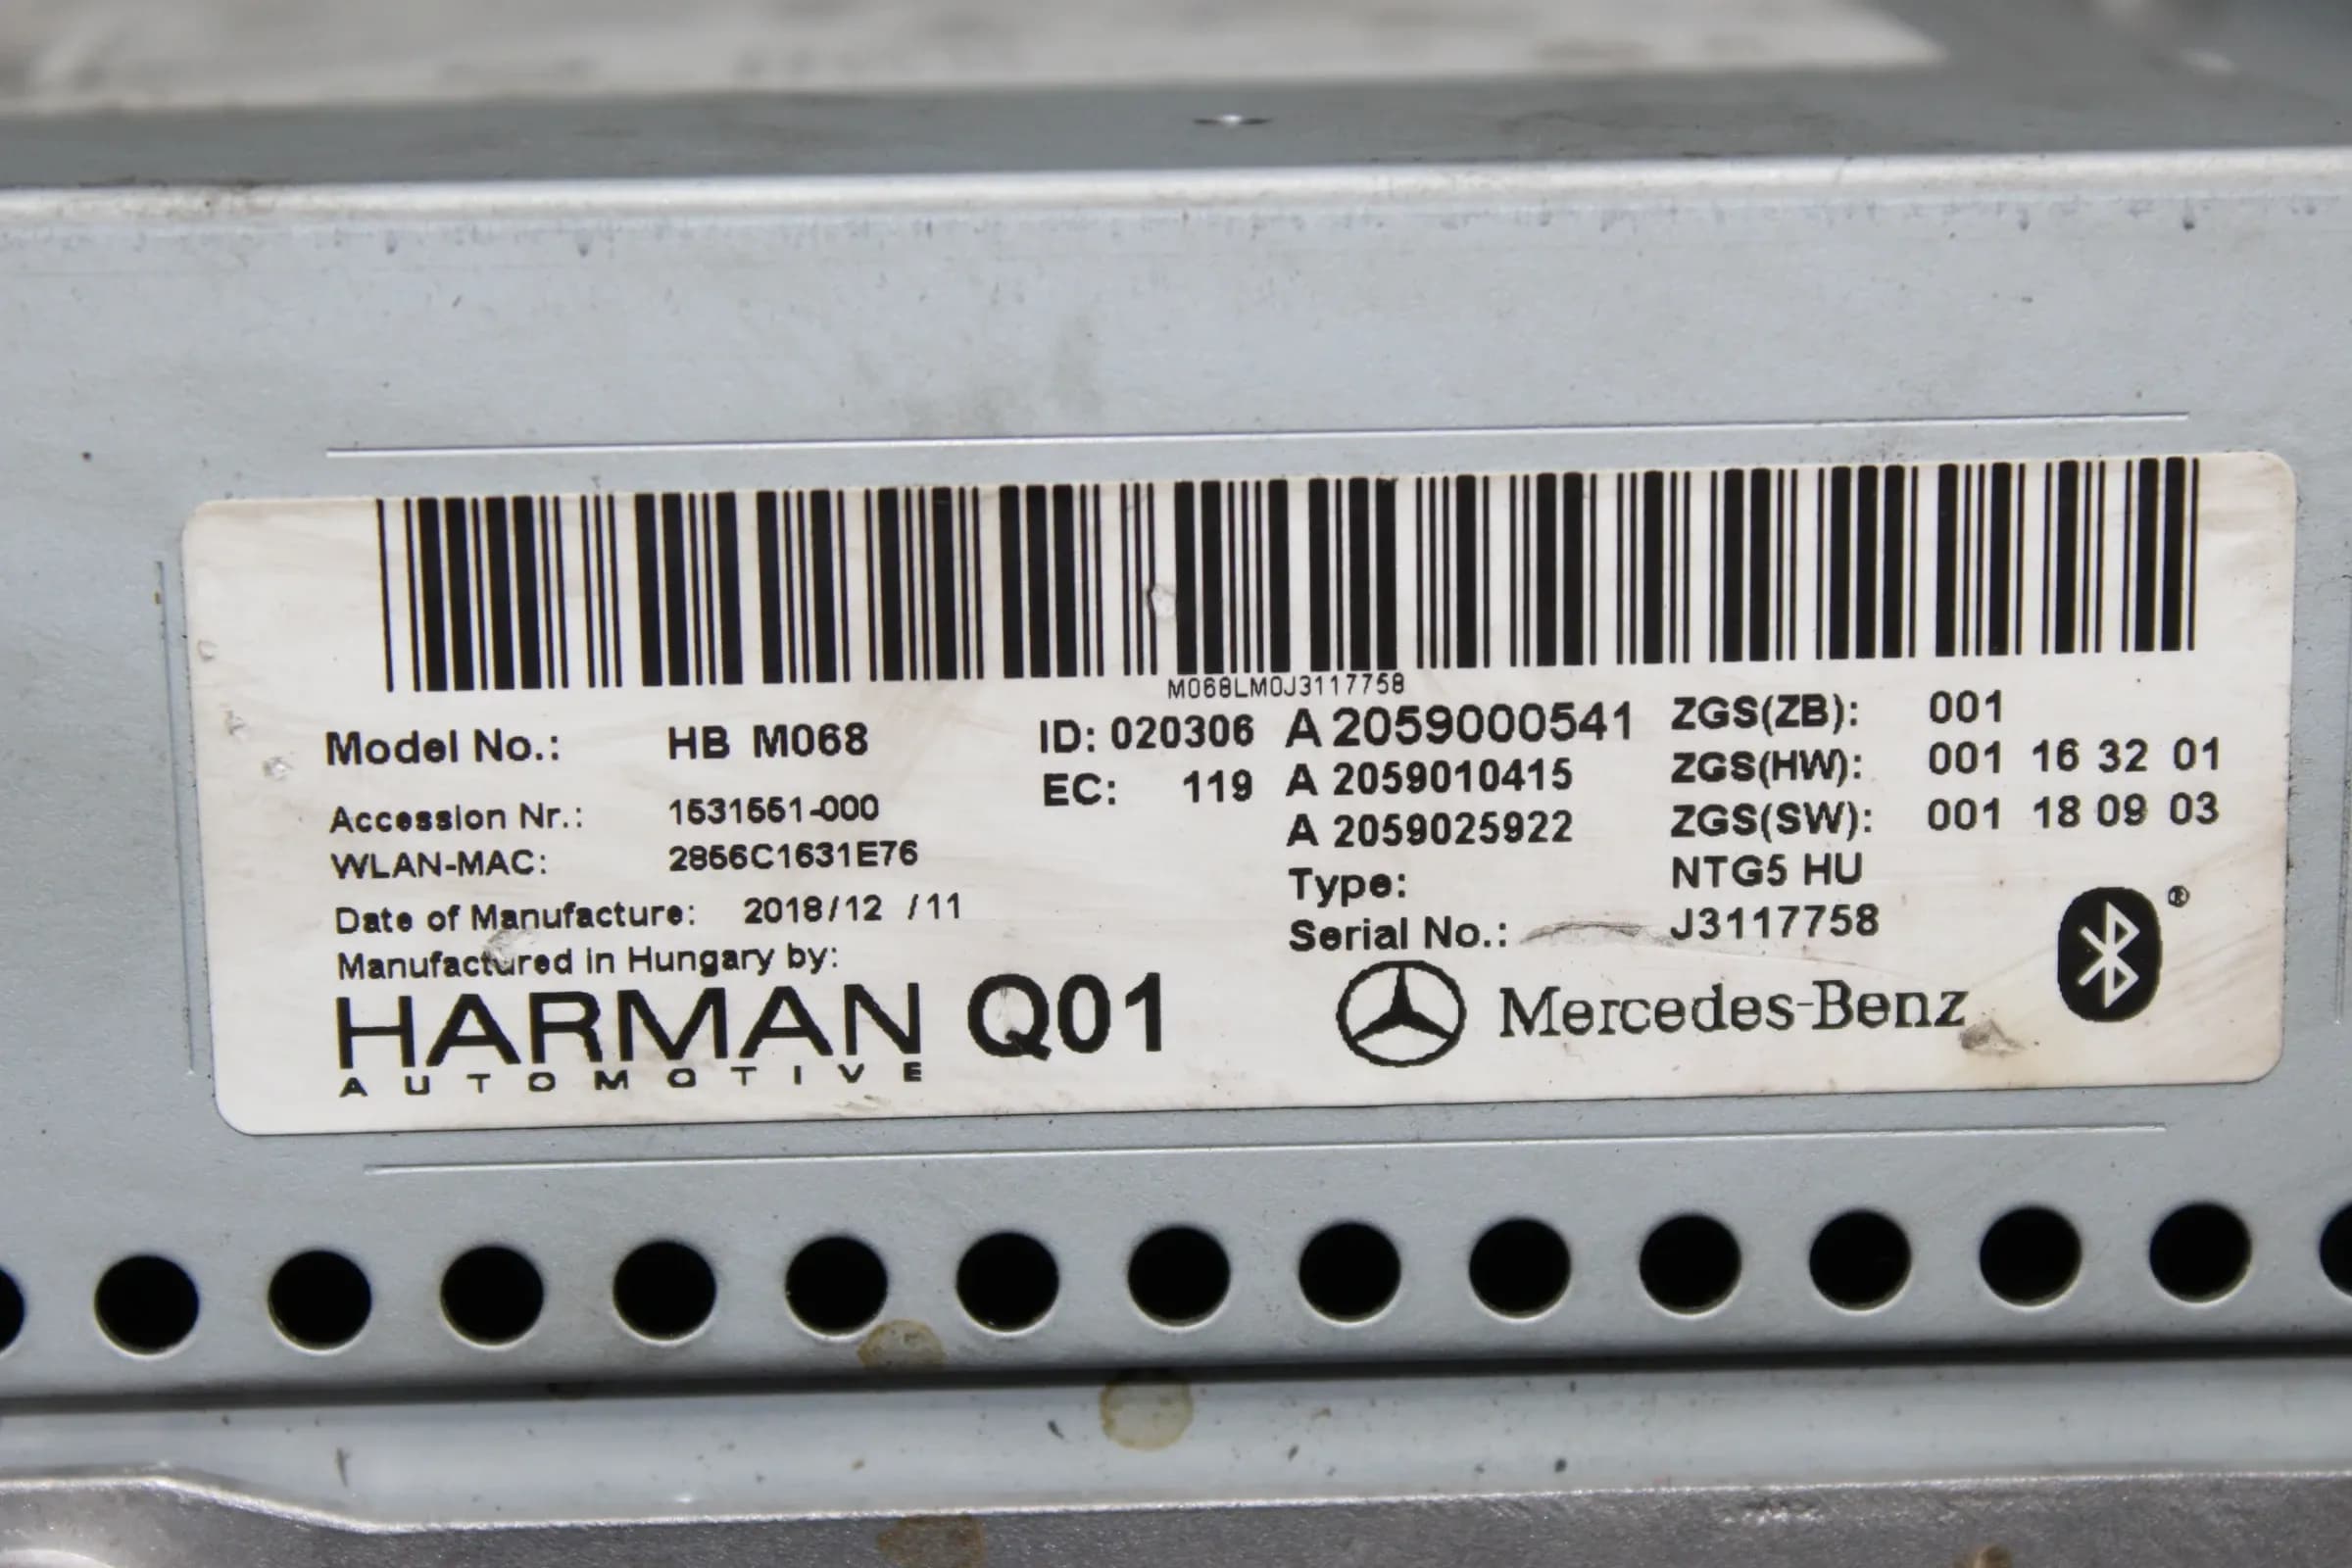 M068LM0J3117758
Model No.: HB M068 ID: 020306 A 2059000541 ZGS(ZB): 001
EC: 119 A 2059010415 ZGS(HW): 001 16 32 01
Accession Nr.: 1531551-000 A 2059025922 ZGS(SW): 001 18 09 03
WLAN-MAC: 2856C1631E76 Type: NTG5 HU
Date of Manufacture: 2018/12 /11 Serial No.: J3117758
Manufactured in Hungary by:
HARMAN Q01 Mercedes-Benz ®
AUTOMOTIVE